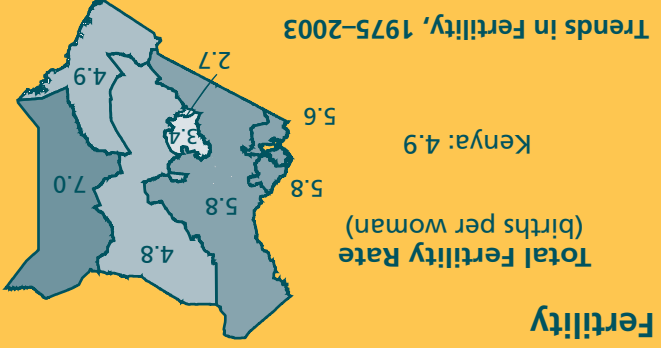 Fertility
Total Fertility Rate
(births per woman)
Kenya: 4.9
4.8
5.8
5.8
7.0
3.4
5.6
4.9
2.7
Trends in Fertility, 1975–2003